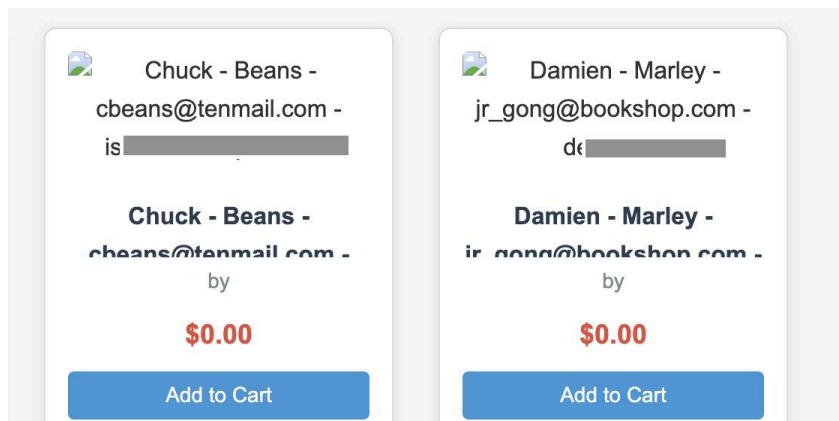 Chuck - Beans -
cbeans@tenmail.com -
is
Chuck - Beans -
cbeans@tenmail.com -
by
$0.00
Add to Cart
Damien - Marley -
jr_gong@bookshop.com -
de
Damien - Marley -
jr_gong@bookshop.com -
by
$0.00
Add to Cart